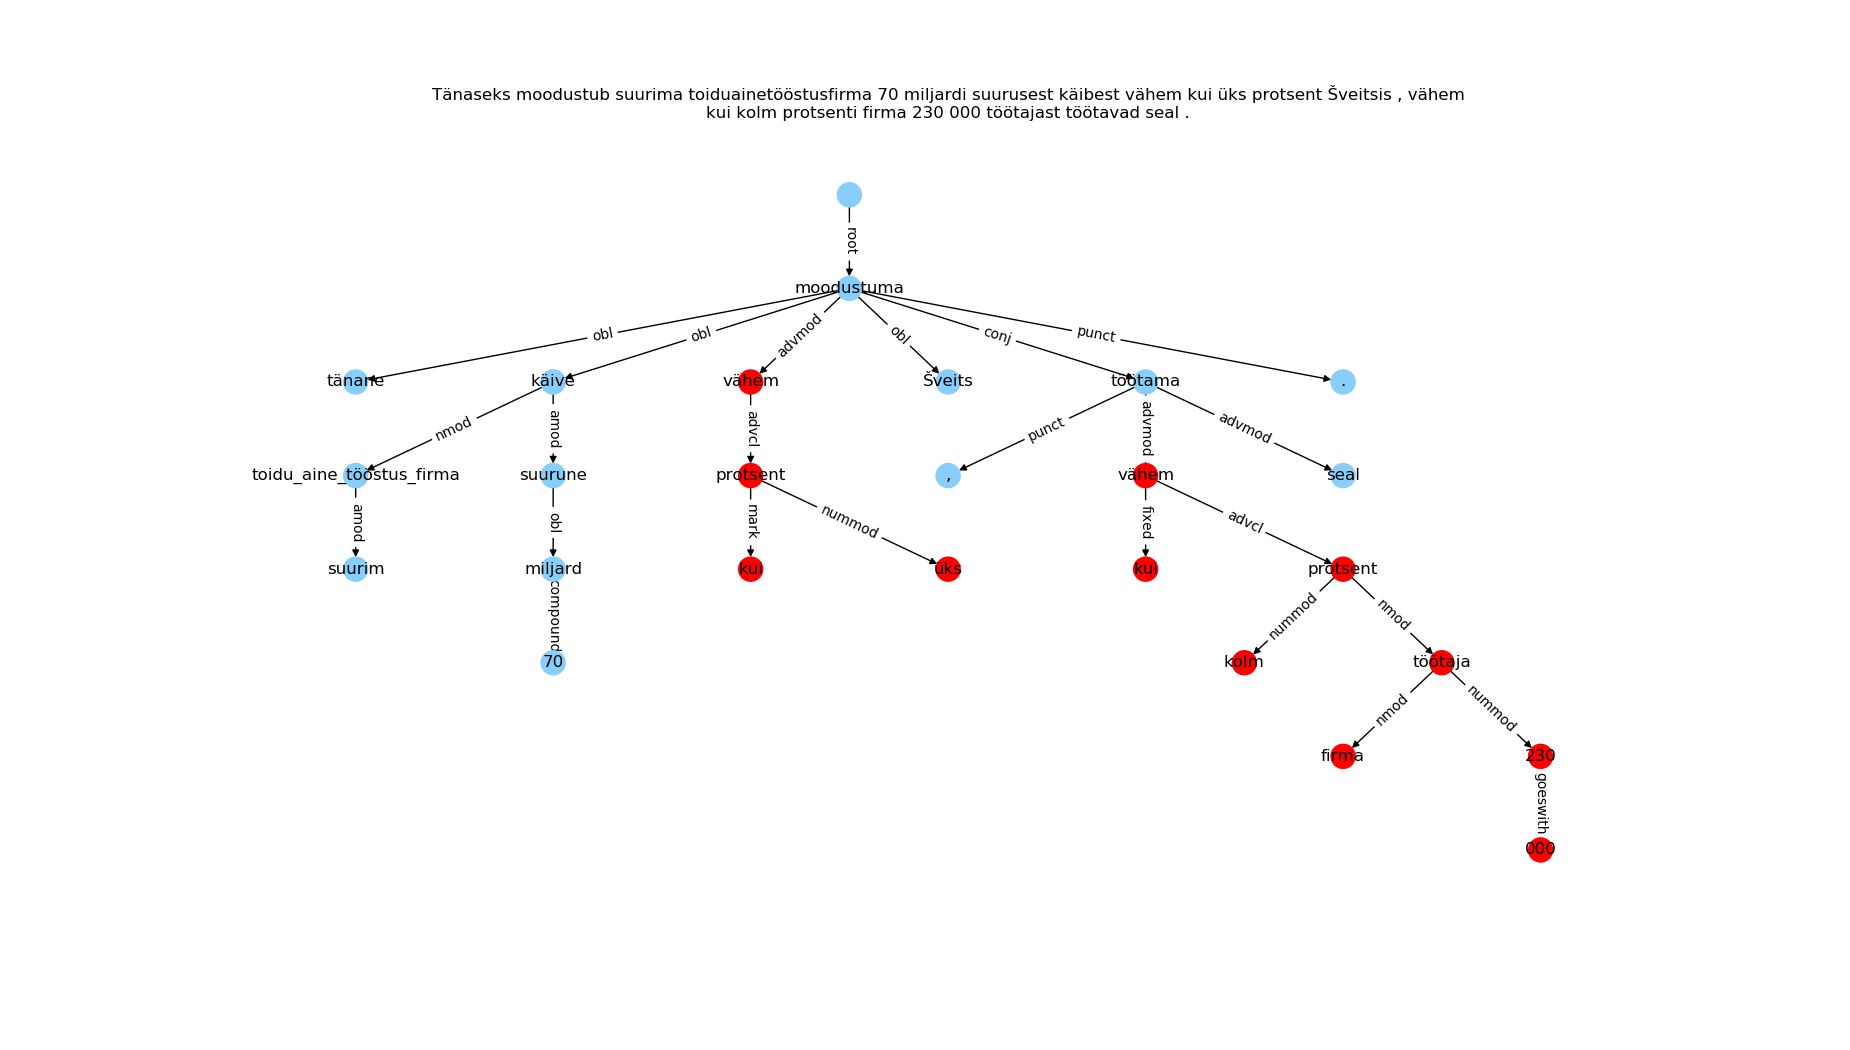 Tänaseks moodustub suurima toiduainetööstusfirma 70 miljardi suurusest käibest vähem kui üks protsent Šveitsis , vähem
kui kolm protsenti firma 230 000 töötajast töötavad seal .
root
moodustuma
obl obl advmod obl conj punct
tänane käive vähem Šveits töötama .
nmod amod advcl punct advmod advmod
toidu_aine_tööstus_firma suurune protsent , vähem seal
amod obl mark nummod fixed advcl
suurim miljard kui üks kui protsent
compound nummod nmod
70 kolm töötaja
nmod nummod
firma 230
goeswith
000